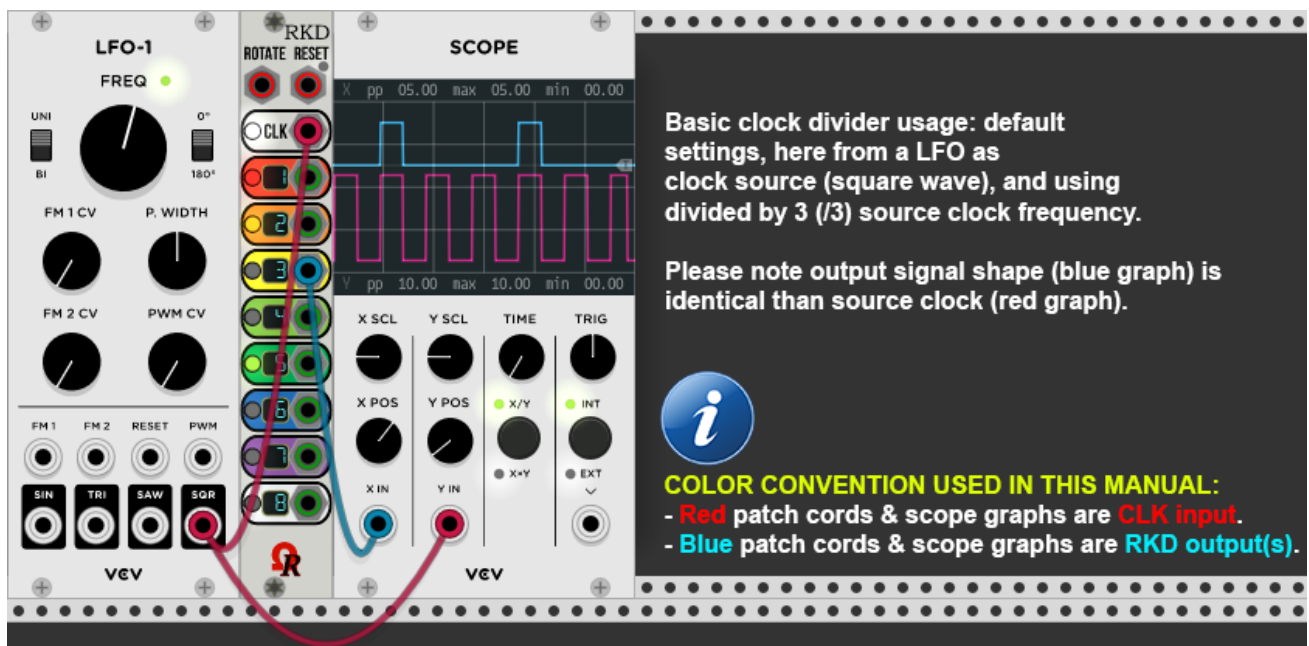 LFO-1
FREQ
UNI
BI
0°
180°
FM 1 CV
P. WIDTH
FM 2 CV
PWM CV
FM 1
FM 2
RESET
PWM
SIN
TRI
SAW
SQR
VCV
RKD
ROTATE RESET
CLK
1
2
3
4
5
6
7
8
ΩR
SCOPE
X pp 05.00 max 05.00 min 00.00
T
Y pp 10.00 max 10.00 min 00.00
X SCL
Y SCL
TIME
TRIG
X POS
Y POS
X/Y
INT
X×Y
EXT
X IN
Y IN
VCV
Basic clock divider usage: default
settings, here from a LFO as
clock source (square wave), and using
divided by 3 (/3) source clock frequency.
Please note output signal shape (blue graph) is
identical than source clock (red graph).
i
COLOR CONVENTION USED IN THIS MANUAL:
- Red patch cords & scope graphs are CLK input.
- Blue patch cords & scope graphs are RKD output(s).